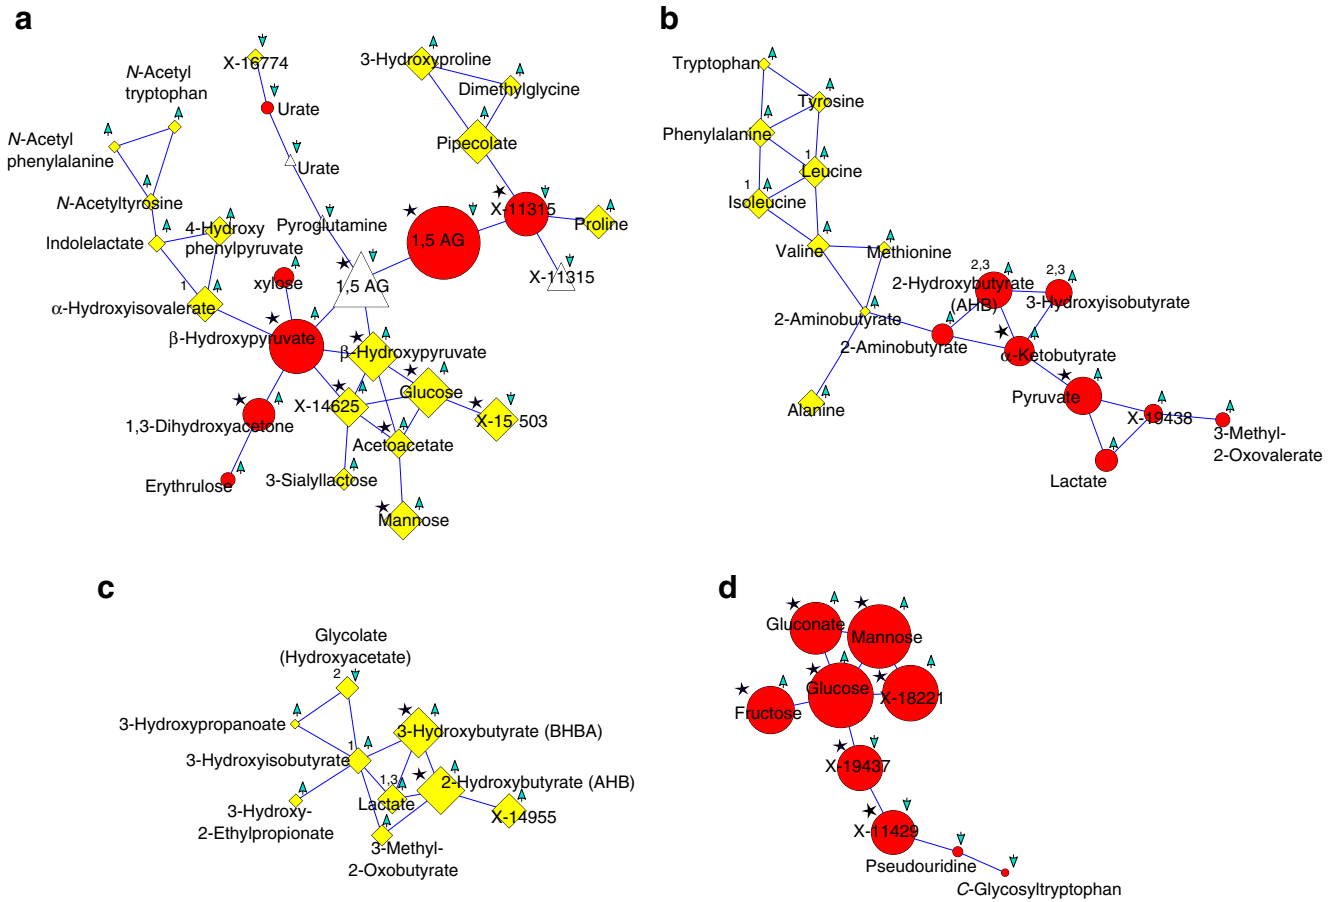 a
X-16774
N-Acetyl
tryptophan
Urate
N-Acetyl
phenylalanine
Urate
3-Hydroxyproline
Dimethylglycine
Pipecolate
N-Acetyltyrosine
Pyroglutamine
X-11315
Proline
Indolelactate
4-Hydroxy
phenylpyruvate
1,5 AG
X-11315
xylose
1,5 AG
1
α-Hydroxyisovalerate
β-Hydroxypyruvate
β-Hydroxypyruvate
Glucose
X-14625
X-15 503
1,3-Dihydroxyacetone
Acetoacetate
Erythrulose
3-Sialyllactose
Mannose
b
Tryptophan
Tyrosine
Phenylalanine
1
Leucine
1
Isoleucine
Valine
Methionine
2,3
2-Hydroxybutyrate
(AHB)
2,3
3-Hydroxyisobutyrate
2-Aminobutyrate
2-Aminobutyrate
α-Ketobutyrate
Pyruvate
Alanine
X-19438
3-Methyl-
2-Oxovalerate
Lactate
c
Glycolate
(Hydroxyacetate)
2
3-Hydroxypropanoate
3-Hydroxybutyrate (BHBA)
1
3-Hydroxyisobutyrate
1,3
2-Hydroxybutyrate (AHB)
Lactate
X-14955
3-Hydroxy-
2-Ethylpropionate
3-Methyl-
2-Oxobutyrate
d
Gluconate
Mannose
Glucose
X-18221
Fructose
X-19437
X-11429
Pseudouridine
C-Glycosyltryptophan